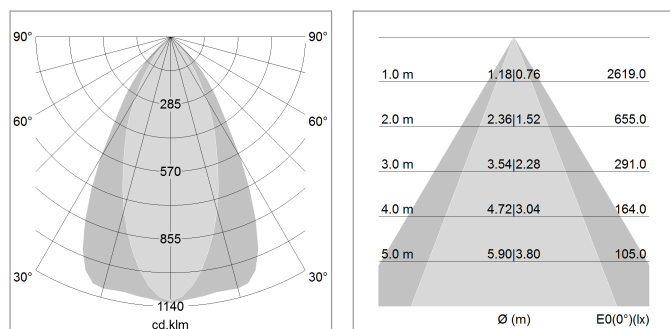 90° 90°
285
60° 60°
570
855
30° 30°
1140
cd.klm
1.0 m 1.18|0.76 2619.0
2.0 m 2.36|1.52 655.0
3.0 m 3.54|2.28 291.0
4.0 m 4.72|3.04 164.0
5.0 m 5.90|3.80 105.0
Ø (m) E0(0°)(lx)